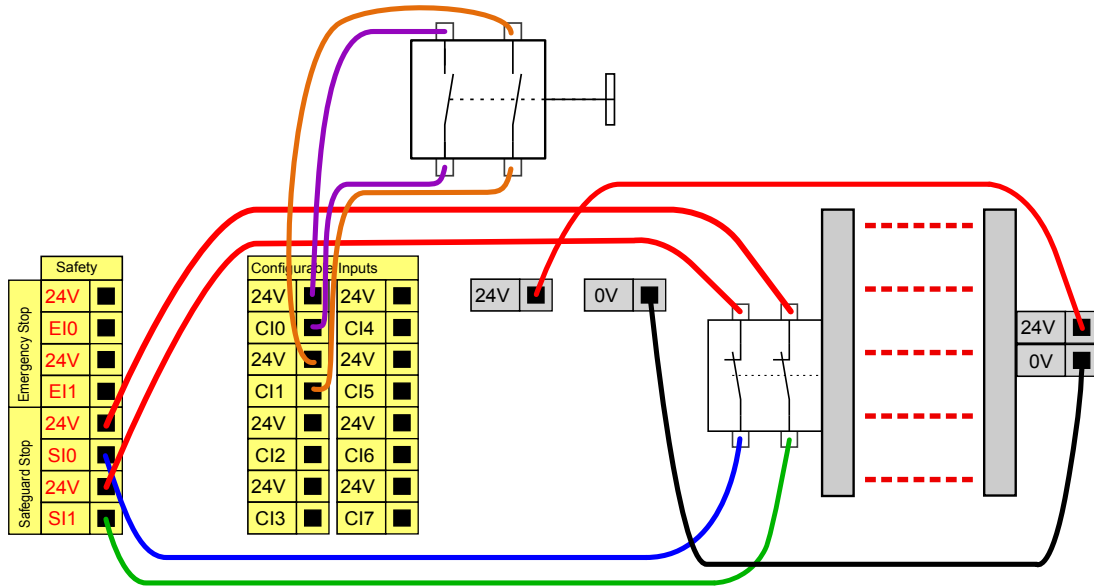 Safety
Emergency Stop
24V
EI0
24V
EI1
Safeguard Stop
24V
SI0
24V
SI1
Configurable Inputs
24V 24V
CI0 CI4
24V 24V
CI1 CI5
24V 24V
CI2 CI6
24V 24V
CI3 CI7
24V
0V
24V
0V